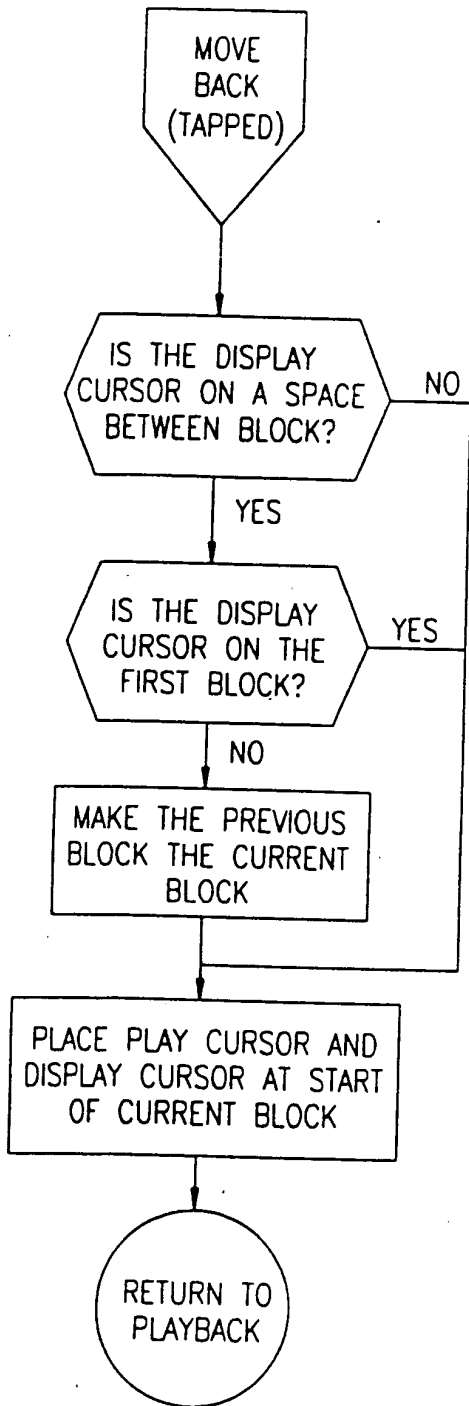 MOVE
BACK
(TAPPED)
IS THE DISPLAY
CURSOR ON A SPACE
BETWEEN BLOCK?
NO
YES
IS THE DISPLAY
CURSOR ON THE
FIRST BLOCK?
YES
NO
MAKE THE PREVIOUS
BLOCK THE CURRENT
BLOCK
PLACE PLAY CURSOR AND
DISPLAY CURSOR AT START
OF CURRENT BLOCK
RETURN TO
PLAYBACK